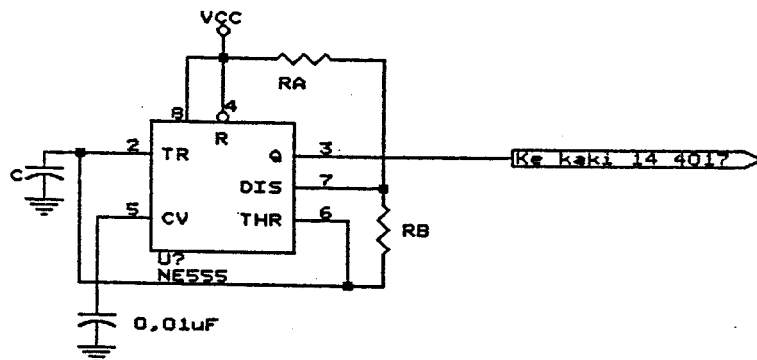 VCC
RA
8
4
R
2
TR
Q
3
Ke kaki 14 4017
C
DIS
7
5
CV
THR
6
RB
U?
NE555
0,01uF